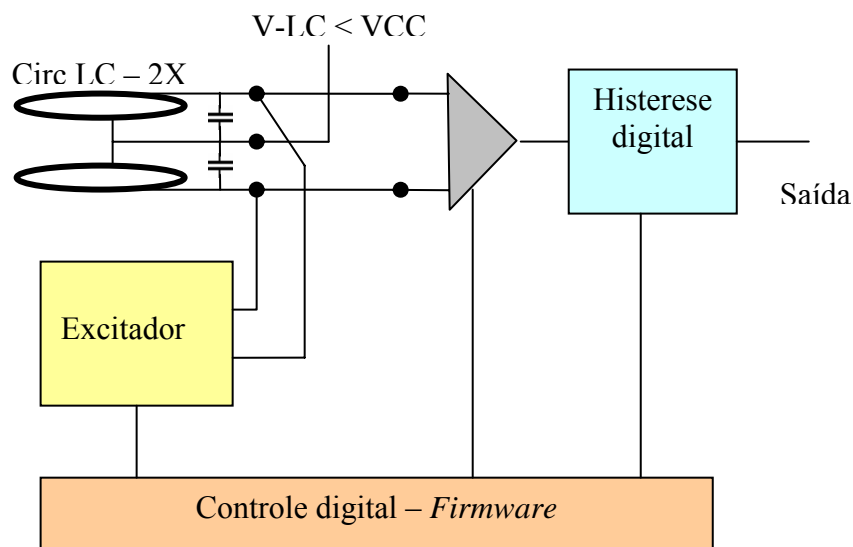 V-LC < VCC
Circ LC – 2X
Histerese
digital
Saída
Excitador
Controle digital – Firmware